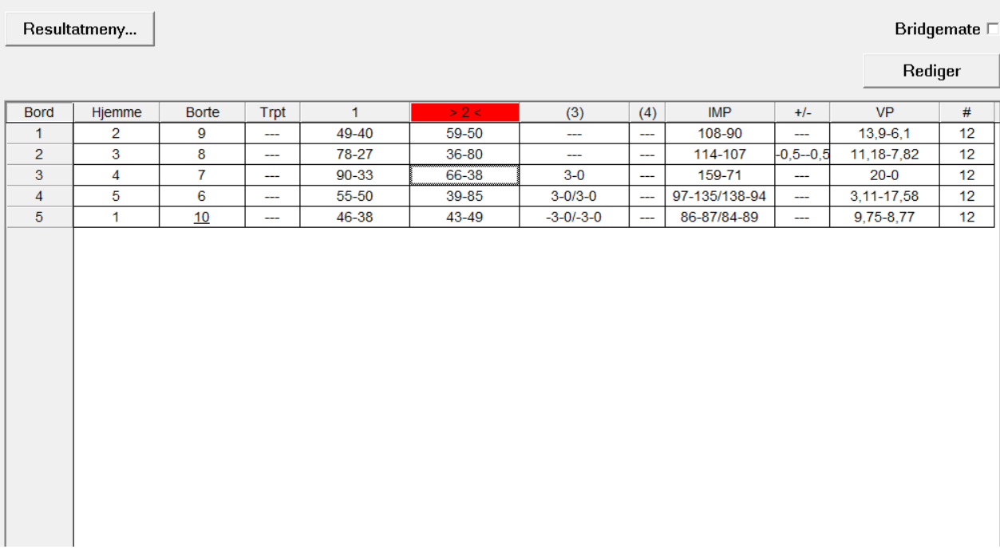 Resultatmeny...
Bridgemate
Rediger
Bord Hjemme Borte Trpt 1 > 2 < (3) (4) IMP +/- VP #
1 2 9 --- 49-40 59-50 --- --- 108-90 --- 13,9-6,1 12
2 3 8 --- 78-27 36-80 --- --- 114-107 -0,5--0,5 11,18-7,82 12
3 4 7 --- 90-33 66-38 3-0 --- 159-71 --- 20-0 12
4 5 6 --- 55-50 39-85 3-0/3-0 --- 97-135/138-94 --- 3,11-17,58 12
5 1 10 --- 46-38 43-49 -3-0/-3-0 --- 86-87/84-89 --- 9,75-8,77 12